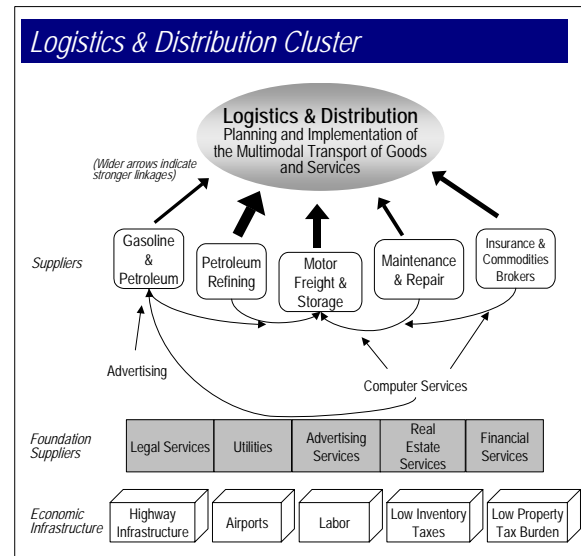 Logistics & Distribution Cluster
Logistics & Distribution
Planning and Implementation of
the Multimodal Transport of Goods
and Services
(Wider arrows indicate
stronger linkages)
Suppliers
Gasoline
&
Petroleum
Petroleum
Refining
Motor
Freight &
Storage
Maintenance
& Repair
Insurance &
Commodities
Brokers
Advertising
Computer Services
Foundation
Suppliers
Legal Services
Utilities
Advertising
Services
Real
Estate
Services
Financial
Services
Economic
Infrastructure
Highway
Infrastructure
Airports
Labor
Low Inventory
Taxes
Low Property
Tax Burden